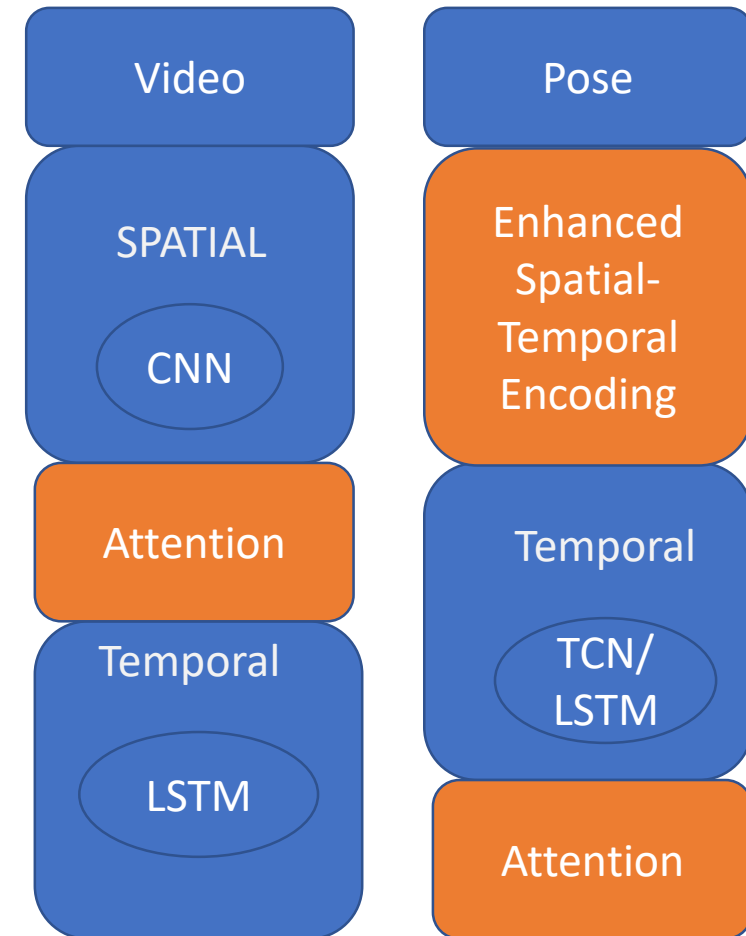 Video
SPATIAL
CNN
Attention
Temporal
LSTM
Pose
Enhanced
Spatial-
Temporal
Encoding
Temporal
TCN/
LSTM
Attention